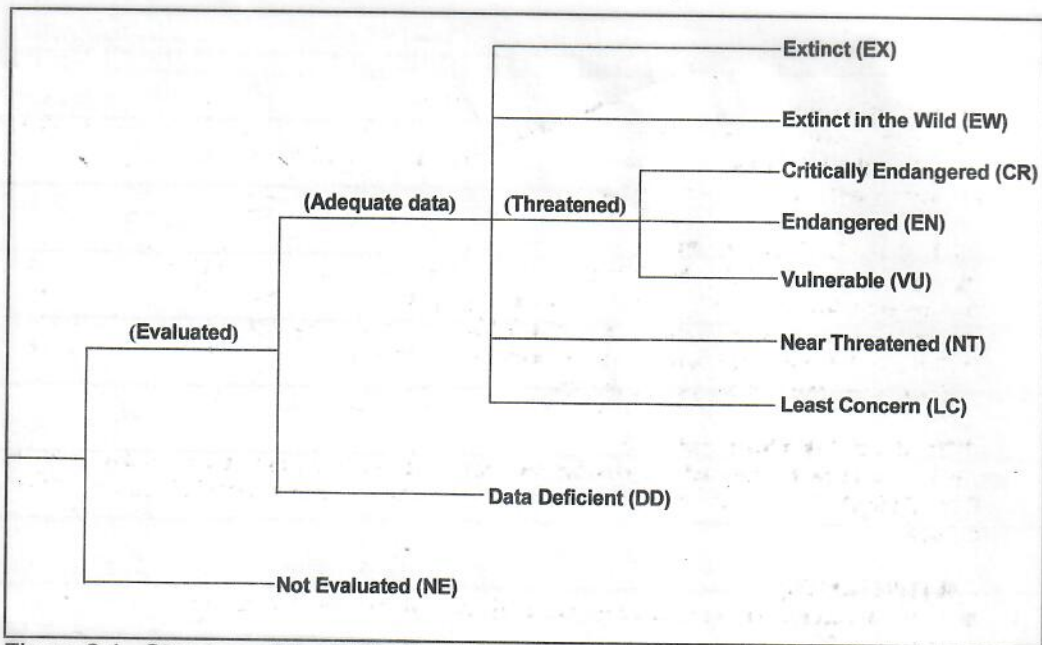 Extinct (EX)
Extinct in the Wild (EW)
Critically Endangered (CR)
(Adequate data)
(Threatened)
Endangered (EN)
Vulnerable (VU)
(Evaluated)
Near Threatened (NT)
Least Concern (LC)
Data Deficient (DD)
Not Evaluated (NE)